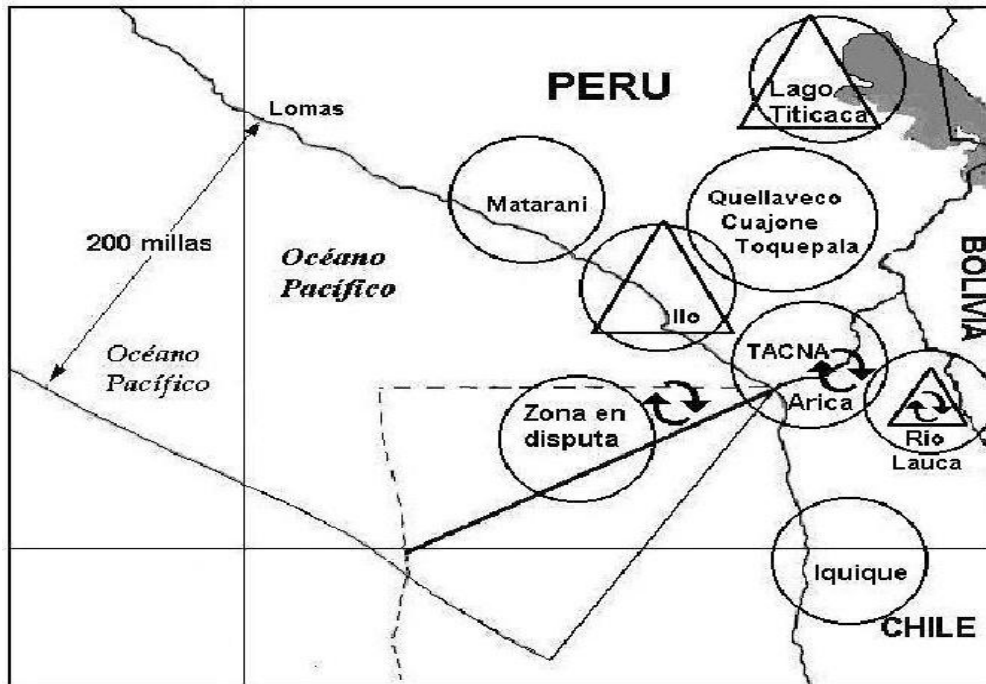 PERU
Lago
Titicaca
Lomas
Matarani
Quellaveco
Cuajone
Toquepala
200 millas
Océano
Pacífico
BOLIVIA
Ilo
Océano
Pacífico
TACNA
Arica
Zona en
disputa
Rio
Lauca
Iquique
CHILE